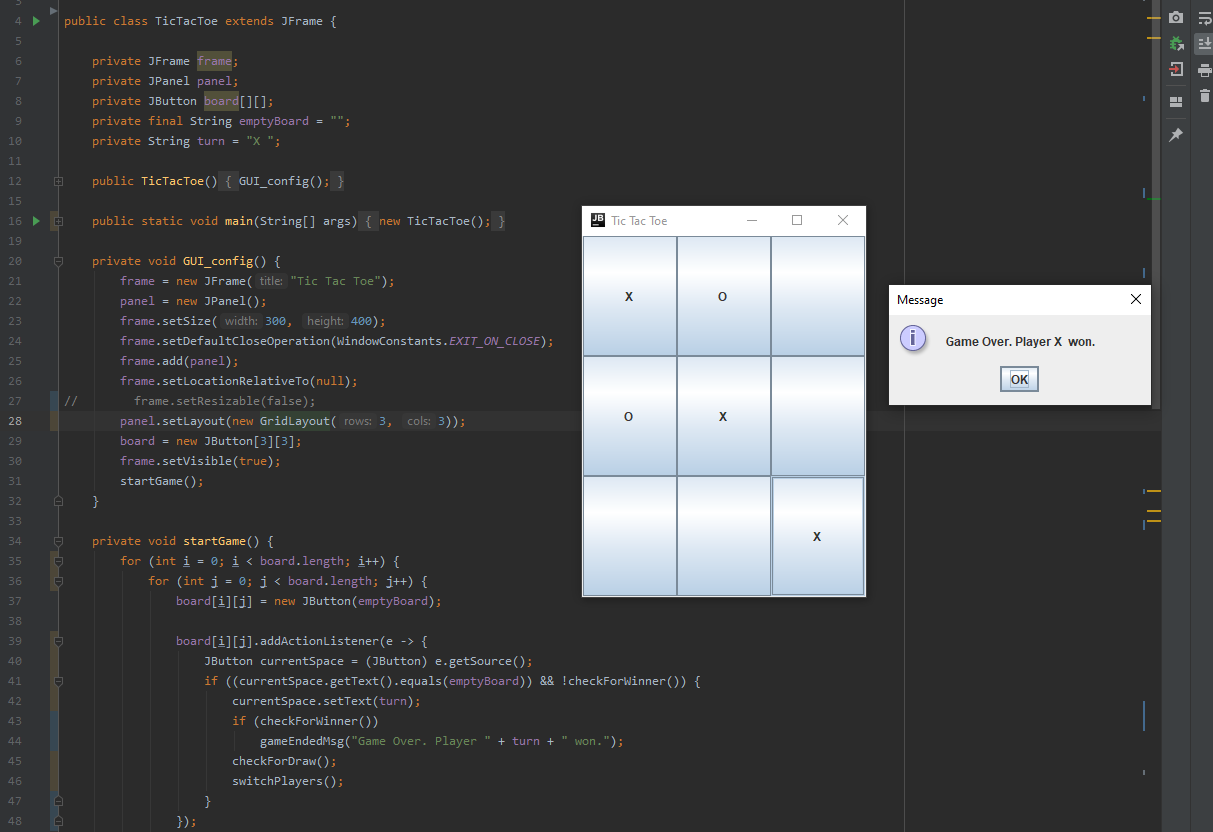 3
4 public class TicTacToe extends JFrame {
5
6 private JFrame frame;
7 private JPanel panel;
8 private JButton board[][];
9 private final String emptyBoard = "";
10 private String turn = "X ";
11
12 public TicTacToe() { GUI_config(); }
15
16 public static void main(String[] args) { new TicTacToe(); }
19
20 private void GUI_config() {
21 frame = new JFrame( title: "Tic Tac Toe");
22 panel = new JPanel();
23 frame.setSize( width: 300, height: 400);
24 frame.setDefaultCloseOperation(WindowConstants.EXIT_ON_CLOSE);
25 frame.add(panel);
26 frame.setLocationRelativeTo(null);
27 // frame.setResizable(false);
28 panel.setLayout(new GridLayout( rows: 3, cols: 3));
29 board = new JButton[3][3];
30 frame.setVisible(true);
31 startGame();
32 }
33
34 private void startGame() {
35 for (int i = 0; i < board.length; i++) {
36 for (int j = 0; j < board.length; j++) {
37 board[i][j] = new JButton(emptyBoard);
38
39 board[i][j].addActionListener(e -> {
40 JButton currentSpace = (JButton) e.getSource();
41 if ((currentSpace.getText().equals(emptyBoard)) && !checkForWinner()) {
42 currentSpace.setText(turn);
43 if (checkForWinner())
44 gameEndedMsg("Game Over. Player " + turn + " won.");
45 checkForDraw();
46 switchPlayers();
47 }
48 });
JB Tic Tac Toe
X O
O X
X
Message
Game Over. Player X  won.
OK